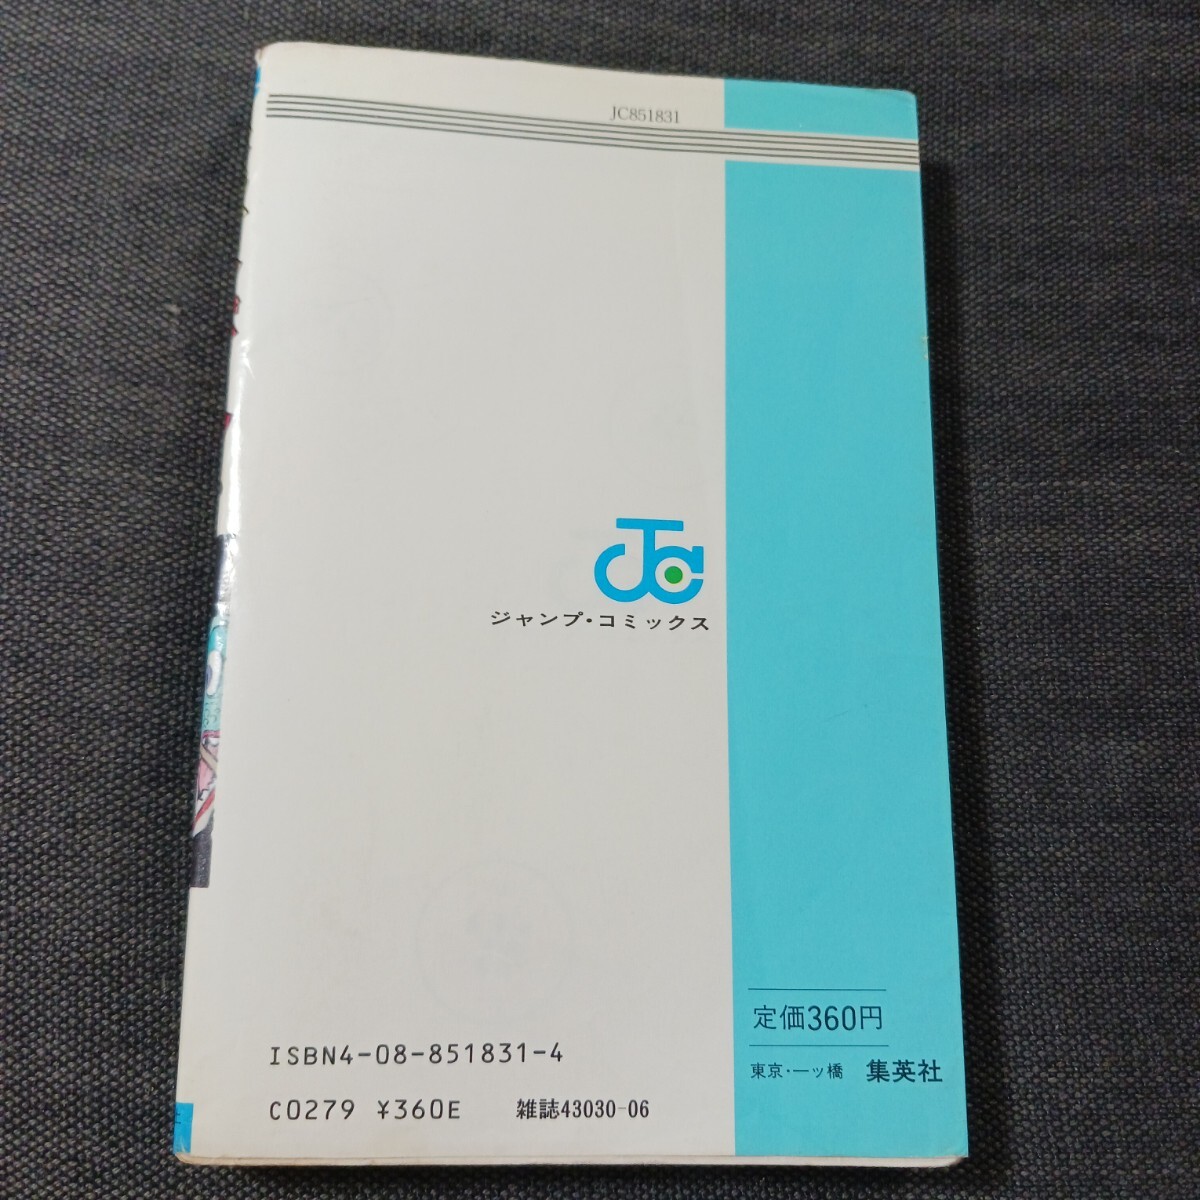 JC851831
JC
ジャンプ・コミックス
定価360円
東京・一ッ橋 集英社
ISBN4-08-851831-4
C0279 ¥360E 雑誌43030-06